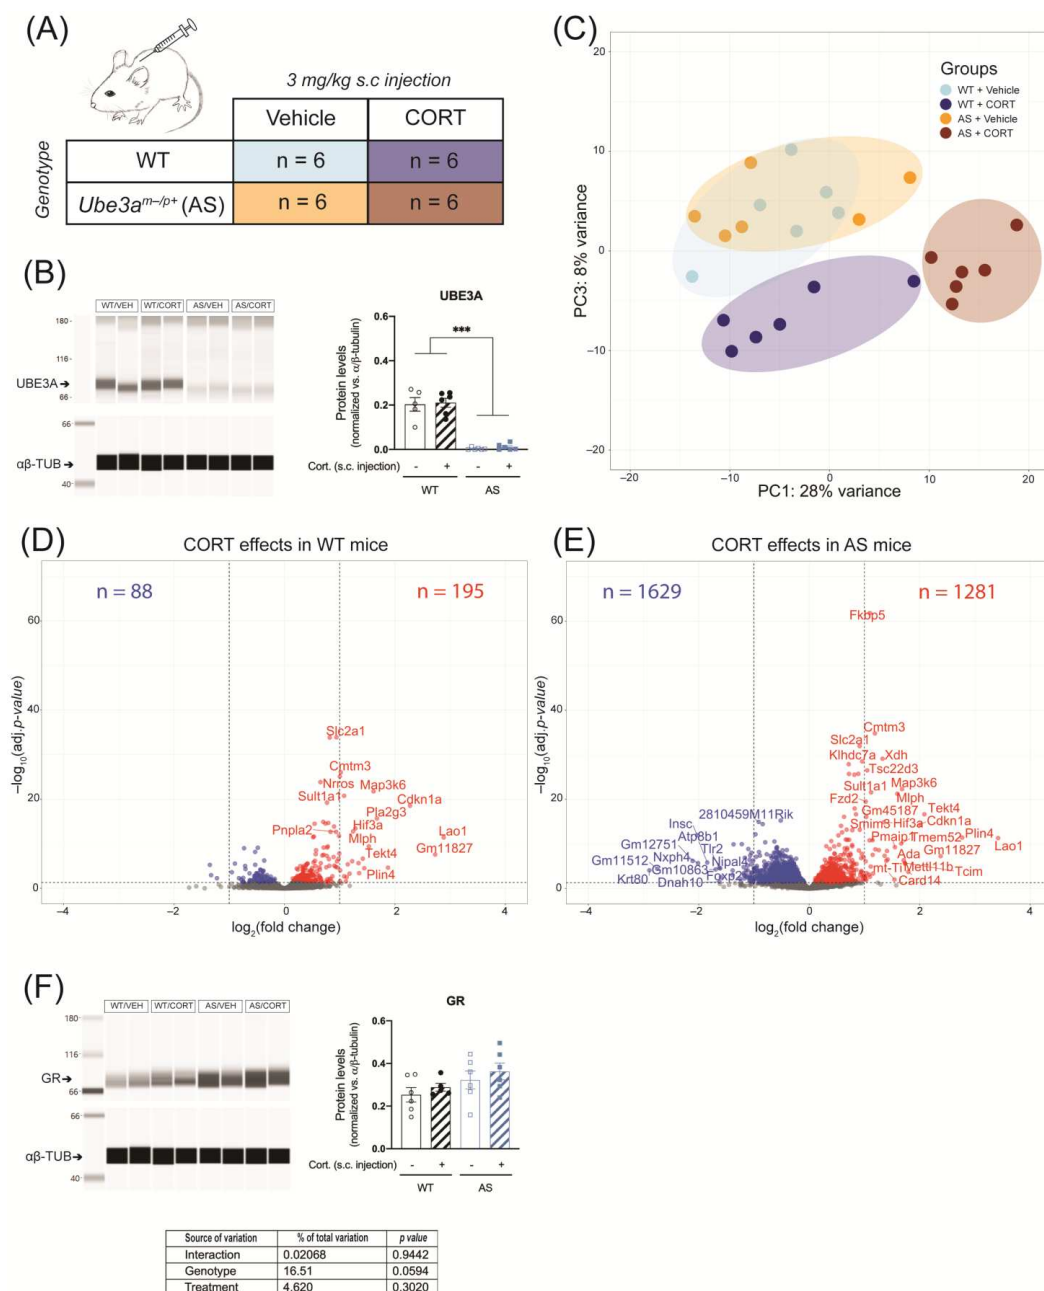 (A)
3 mg/kg s.c injection
Vehicle CORT
Genotype
WT n = 6 n = 6
Ube3a^m–/p+ (AS) n = 6 n = 6
(B)
WT/VEH WT/CORT AS/VEH AS/CORT
180-
116-
UBE3A➔
66-
66-
αβ-TUB➔
40-
UBE3A
Protein levels
(normalized vs. α/β-tubulin)
0.6
0.4
0.2
0.0
***
Cort. (s.c. injection) - + - +
WT AS
(C)
Groups
WT + Vehicle
WT + CORT
AS + Vehicle
AS + CORT
PC3: 8% variance
20
10
0
−10
−20
−20 −10 0 10 20
PC1: 28% variance
(D)
CORT effects in WT mice
n = 88 n = 195
−log10(adj.p-value)
60
40
20
0
Slc2a1
Cmtm3
Nrros Map3k6
Sult1a1 Cdkn1a
Pla2g3
Pnpla2 Hif3a
Lao1
Mlph
Tekt4 Gm11827
Plin4
−4 −2 0 2 4
log2(fold change)
(E)
CORT effects in AS mice
n = 1629 n = 1281
−log10(adj.p-value)
60
40
20
0
Fkbp5
Cmtm3
Slc2a1
Klhdc7a Xdh
Tsc22d3
Sult1a1 Map3k6
Fzd2 Mlph
2810459M11Rik Gm45187 Tekt4
Insc Smim3 Hif3a Cdkn1a
Gm12751 Atp8b1 Pmaip1 Tmem52 Plin4
Tlr2 Lao1
Gm11512 Nxph4 Nipal4 Ada Gm11827
Gm10863 mt-Ti Mettl11b Tcim
Krt80 Foxp2 Card14
Dnah10
−4 −2 0 2 4
log2(fold change)
(F)
WT/VEH WT/CORT AS/VEH AS/CORT
180-
116-
GR➔
66-
66-
αβ-TUB➔
40-
GR
Protein levels
(normalized vs. α/β-tubulin)
0.6
0.4
0.2
0.0
Cort. (s.c. injection) - + - +
WT AS
Source of variation % of total variation p value
Interaction 0.02068 0.9442
Genotype 16.51 0.0594
Treatment 4.620 0.3020